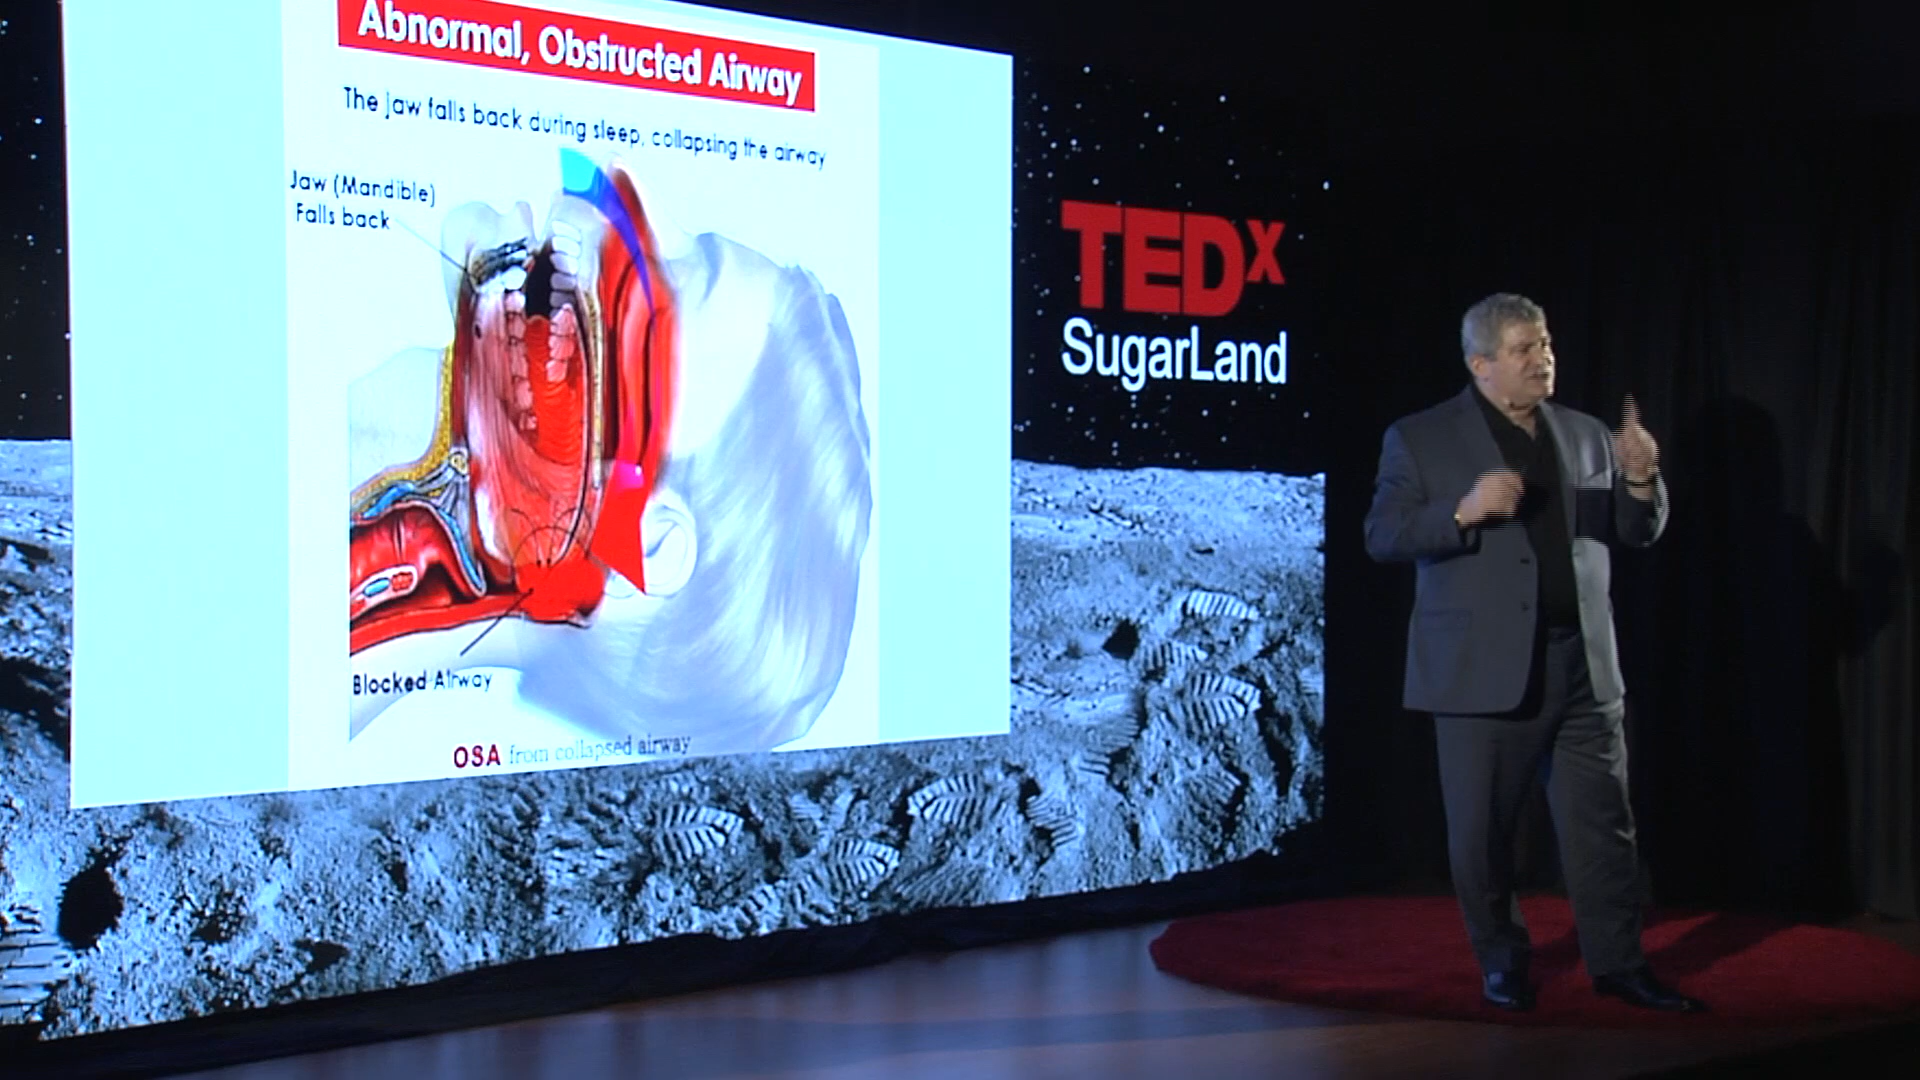 Abnormal, Obstructed Airway
The jaw falls back during sleep, collapsing the airway
Jaw (Mandible)
Falls back
Blocked Airway
OSA from collapsed airway
TEDx
SugarLand